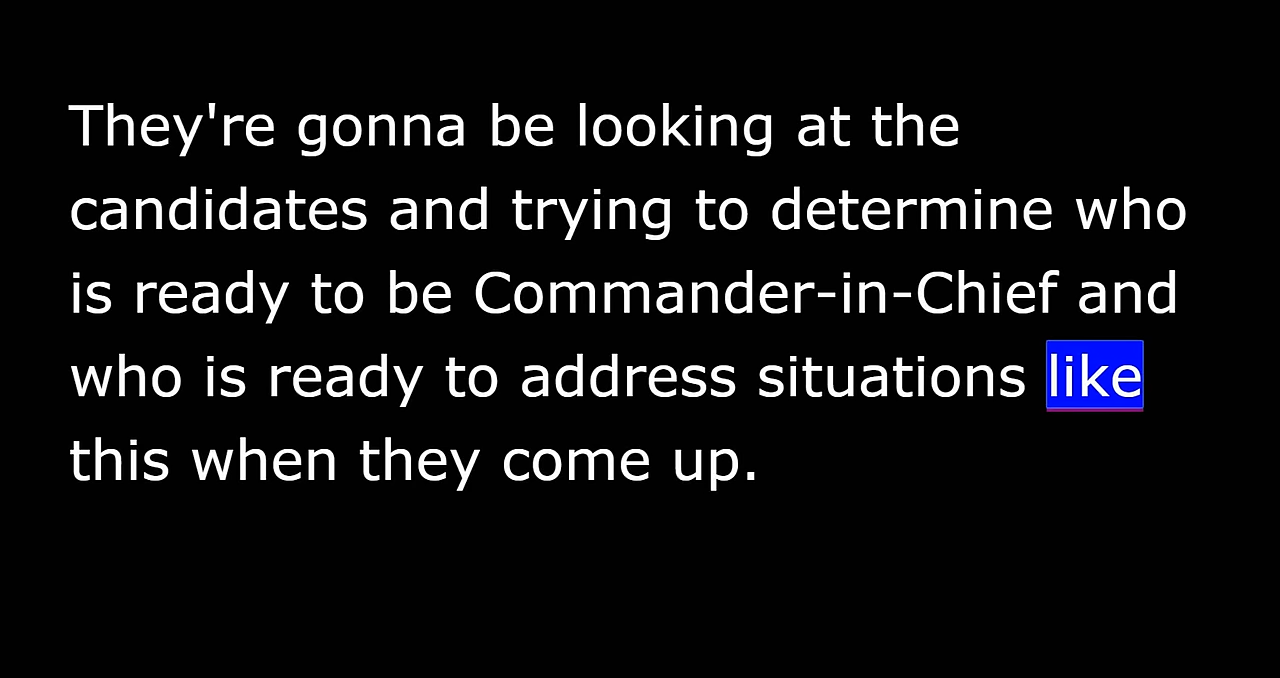 They're gonna be looking at the
candidates and trying to determine who
is ready to be Commander-in-Chief and
who is ready to address situations like
this when they come up.